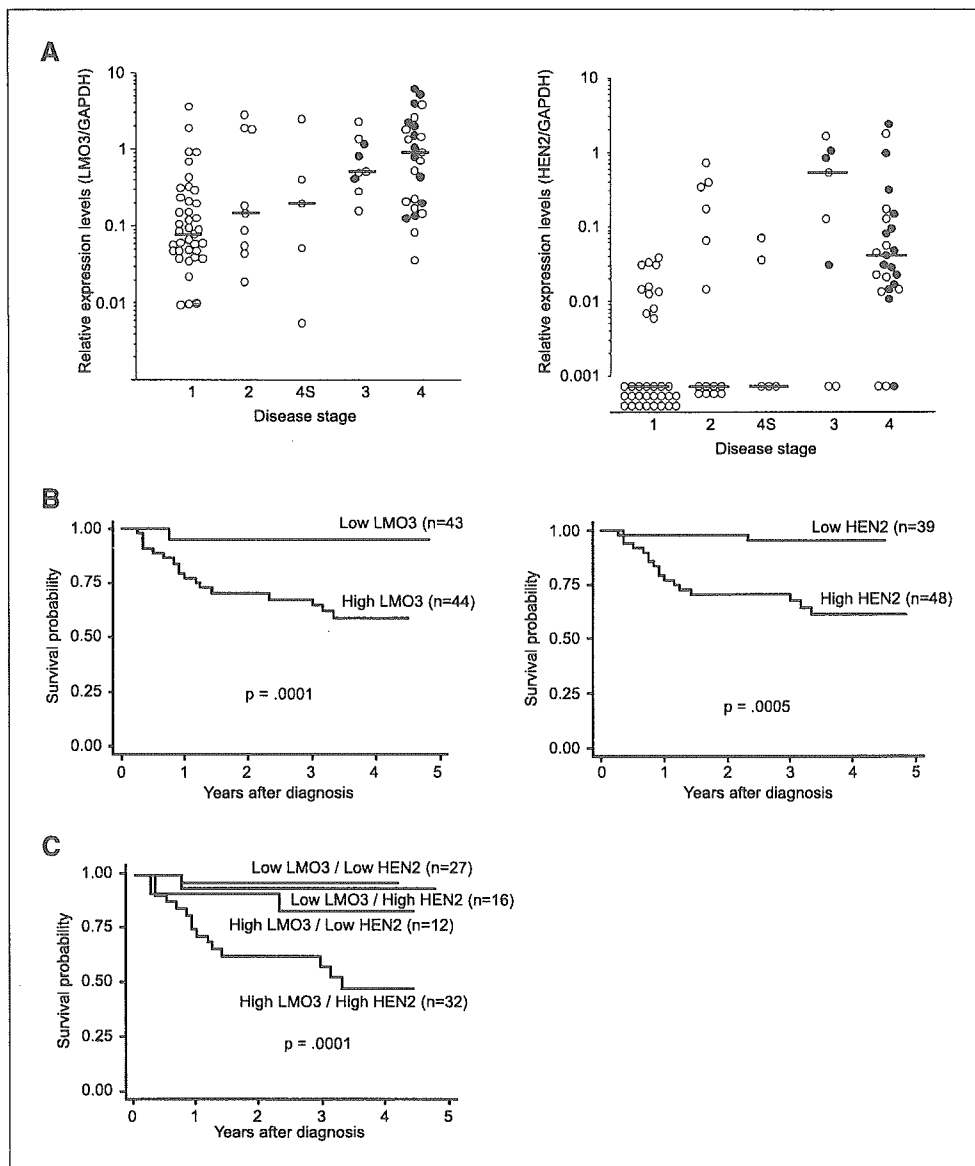 A
Relative expression levels (LMO3/GAPDH)
10
1
0.1
0.01
1
2
4S
3
4
Disease stage
Relative expression levels (HEN2/GAPDH)
10
1
0.1
0.01
0.001
1
2
4S
3
4
Disease stage
B
Survival probability
1.00
0.75
0.50
0.25
0.00
Low LMO3 (n=43
High LMO3 (n=44)
p = .0001
0 1 2 3 4 5
Years after diagnosis
Survival probability
1.00
0.75
0.50
0.25
0.00
Low HEN2 (n=39
High HEN2 (n=48)
p = .0005
0 1 2 3 4 5
Years after diagnosis
C
Survival probability
1.00
0.75
0.50
0.25
0.00
Low LMO3 / Low HEN2 (n=27)
Low LMO3 / High HEN2 (n=16)
High LMO3 / Low HEN2 (n=12)
High LMO3 / High HEN2 (n=32)
p = .0001
0 1 2 3 4 5
Years after diagnosis